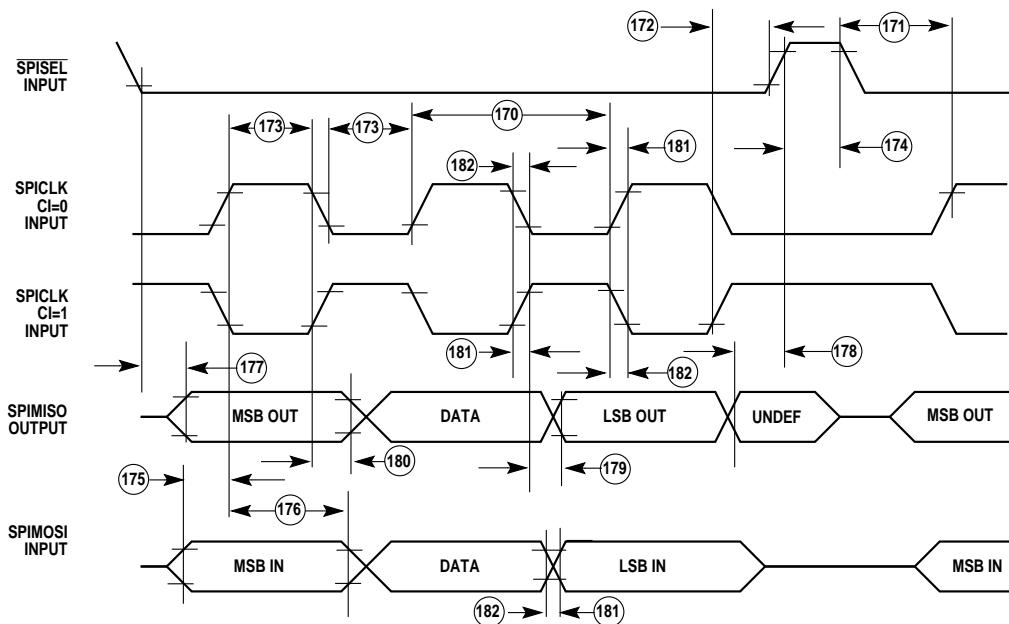 172
171
SPISEL
INPUT
173
173
170
181
174
182
SPICLK
CI=0
INPUT
SPICLK
CI=1
INPUT
181
178
177
182
SPIMISO
OUTPUT
MSB OUT
DATA
LSB OUT
UNDEF
MSB OUT
180
179
175
176
SPIMOSI
INPUT
MSB IN
DATA
LSB IN
MSB IN
182
181